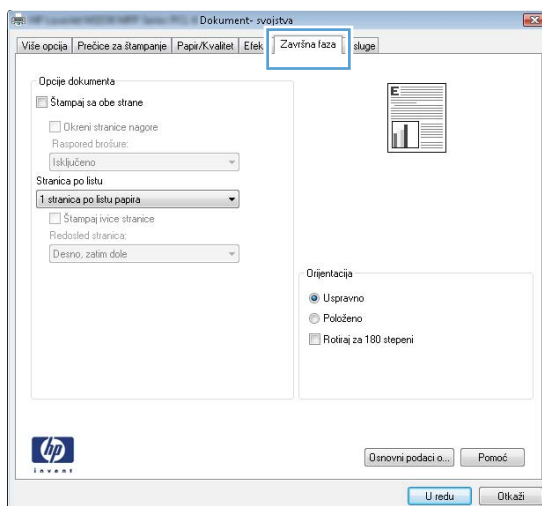 Dokument- svojstva
Više opcija Prečice za štampanje Papir/Kvalitet Efek Završna faza sluge
Opcije dokumenta
Štampaj sa obe strane
Okreni stranice nagore
Raspored brošure:
Isključeno
Stranica po listu
1 stranica po listu papira
Štampaj ivice stranice
Redosled stranica:
Desno, zatim dole
E
Orijentacija
Uspravno
Položeno
Rotiraj za 180 stepeni
hp
invent
Osnovni podaci o... Pomoć
U redu Otkaži